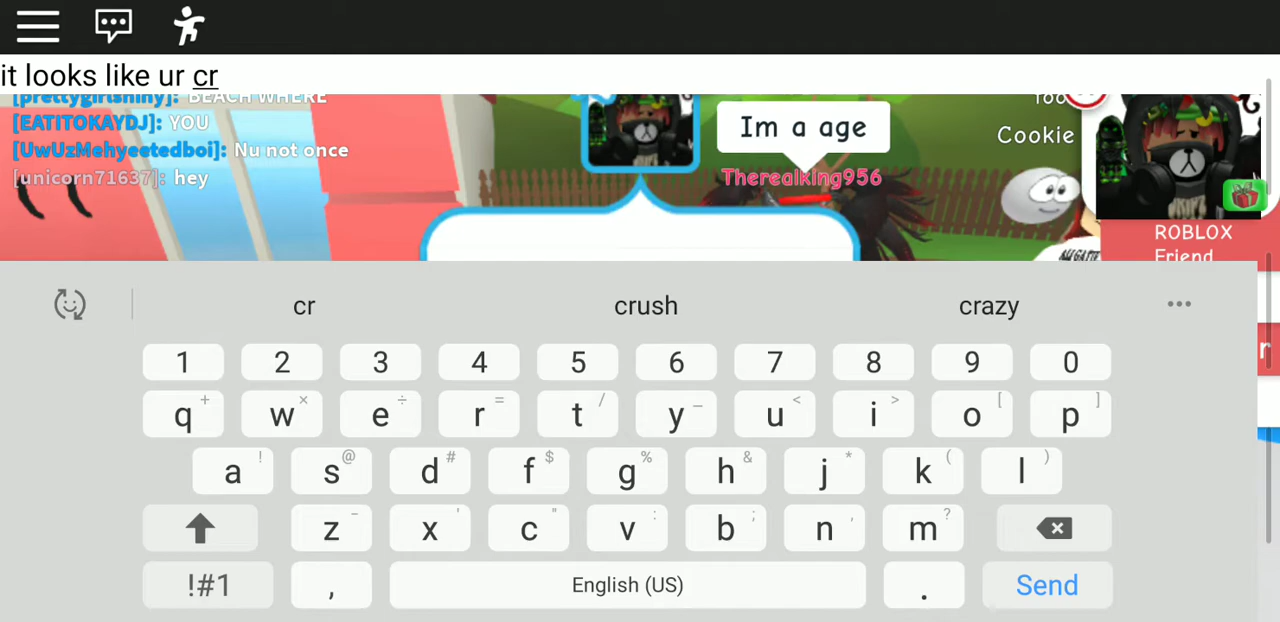 it looks like ur cr
[prettygirlshiny]: BEACH WHERE
[EATITOKAYDJ]: YOU
[UwUzMehyeetedboi]: Nu not once
[unicorn71637]: hey
Im a age
Therealking956
Too
Cookie
ROBLOX
Friend
r
cr crush crazy
1 2 3 4 5 6 7 8 9 0
q + w × e ÷ r = t / y _ u < i > o [ p ]
a ! s @ d # f $ g % h & j * k ( l )
z - x ' c " v : b ; n , m ?
!#1 , English (US) . Send